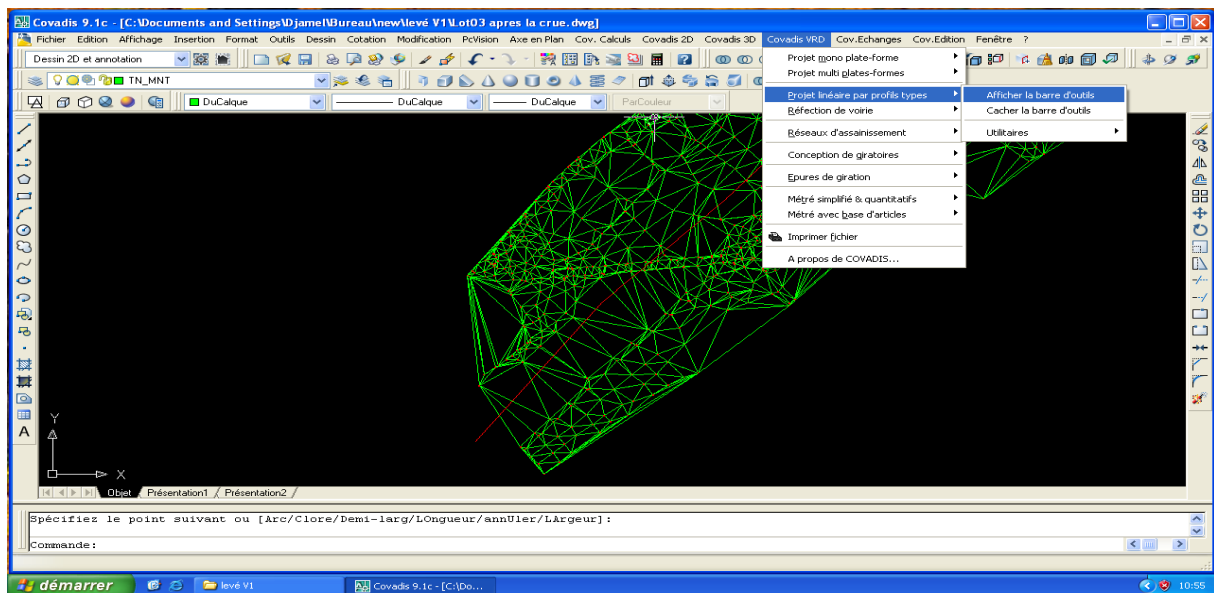 Covadis 9.1c - [C:\Documents and Settings\Djamel\Bureau\new\levé V1\Lot03 apres la crue.dwg]
Fichier Edition Affichage Insertion Format Outils Dessin Cotation Modification PcVision Axe en Plan Cov. Calculs Covadis 2D Covadis 3D Covadis VRD Cov.Echanges Cov.Edition Fenêtre ?
Dessin 2D et annotation
TN_MNT
DuCalque DuCalque DuCalque ParCouleur
Projet mono plate-forme
Projet multi plates-formes
Projet linéaire par profils types
Réfection de voirie
Réseaux d'assainissement
Conception de giratoires
Epures de giration
Métré simplifié & quantitatifs
Métré avec base d'articles
Imprimer fichier
A propos de COVADIS...
Afficher la barre d'outils
Cacher la barre d'outils
Utilitaires
A
Y
X
Objet Présentation1 Présentation2
Spécifiez le point suivant ou [Arc/Clore/Demi-larg/LOngueur/annUler/LArgeur]:
Commande:
démarrer levé V1 Covadis 9.1c - [C:\Do... 10:55